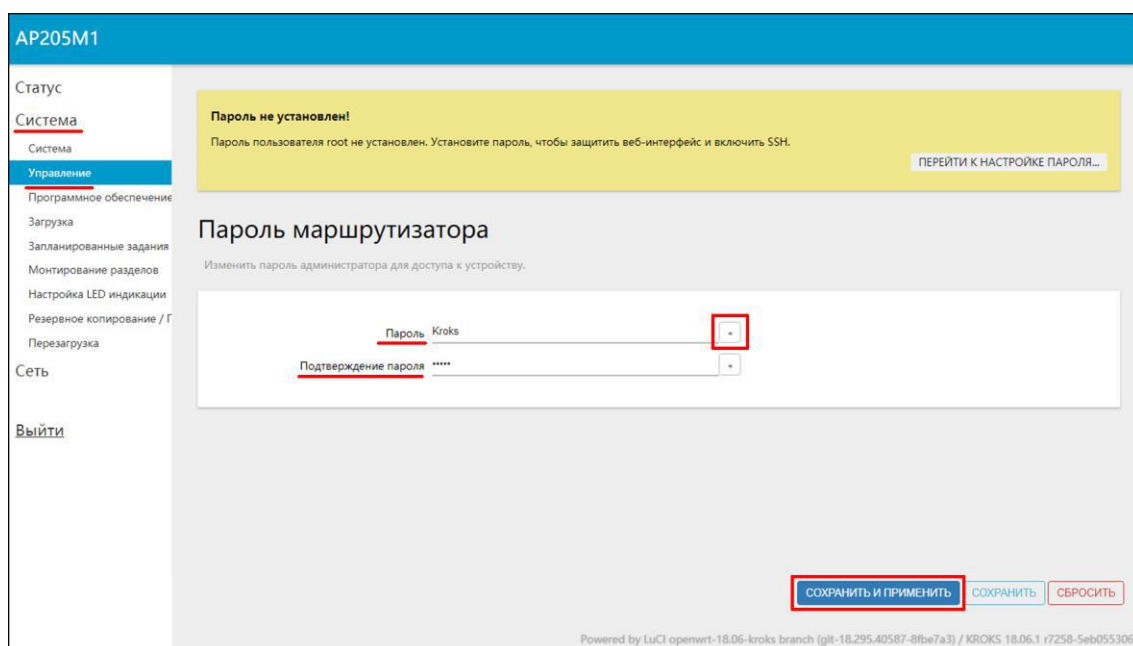 AP205M1
Статус
Система
Система
Управление
Программное обеспечение
Загрузка
Запланированные задания
Монтирование разделов
Настройка LED индикации
Резервное копирование / П
Перезагрузка
Сеть
Выйти
Пароль не установлен!
Пароль пользователя root не установлен. Установите пароль, чтобы защитить веб-интерфейс и включить SSH.
ПЕРЕЙТИ К НАСТРОЙКЕ ПАРОЛЯ...
Пароль маршрутизатора
Изменить пароль администратора для доступа к устройству.
Пароль Kroks *
Подтверждение пароля ••••• *
СОХРАНИТЬ И ПРИМЕНИТЬ СОХРАНИТЬ СБРОСИТЬ
Powered by LuCI openwrt-18.06-kroks branch (git-18.295.40587-8fbe7a3) / KROKS 18.06.1 r7258-5eb055306